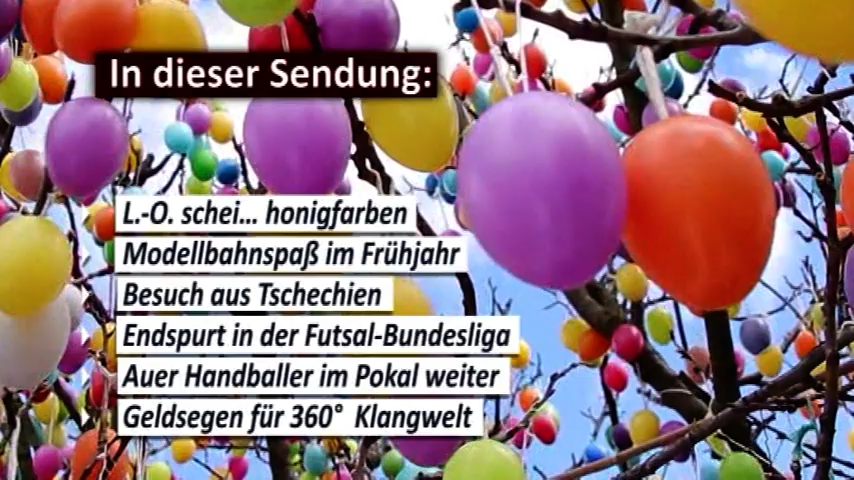 In dieser Sendung:
L.-O. schei... honigfarben
Modellbahnspaß im Frühjahr
Besuch aus Tschechien
Endspurt in der Futsal-Bundesliga
Auer Handballer im Pokal weiter
Geldsegen für 360° Klangwelt